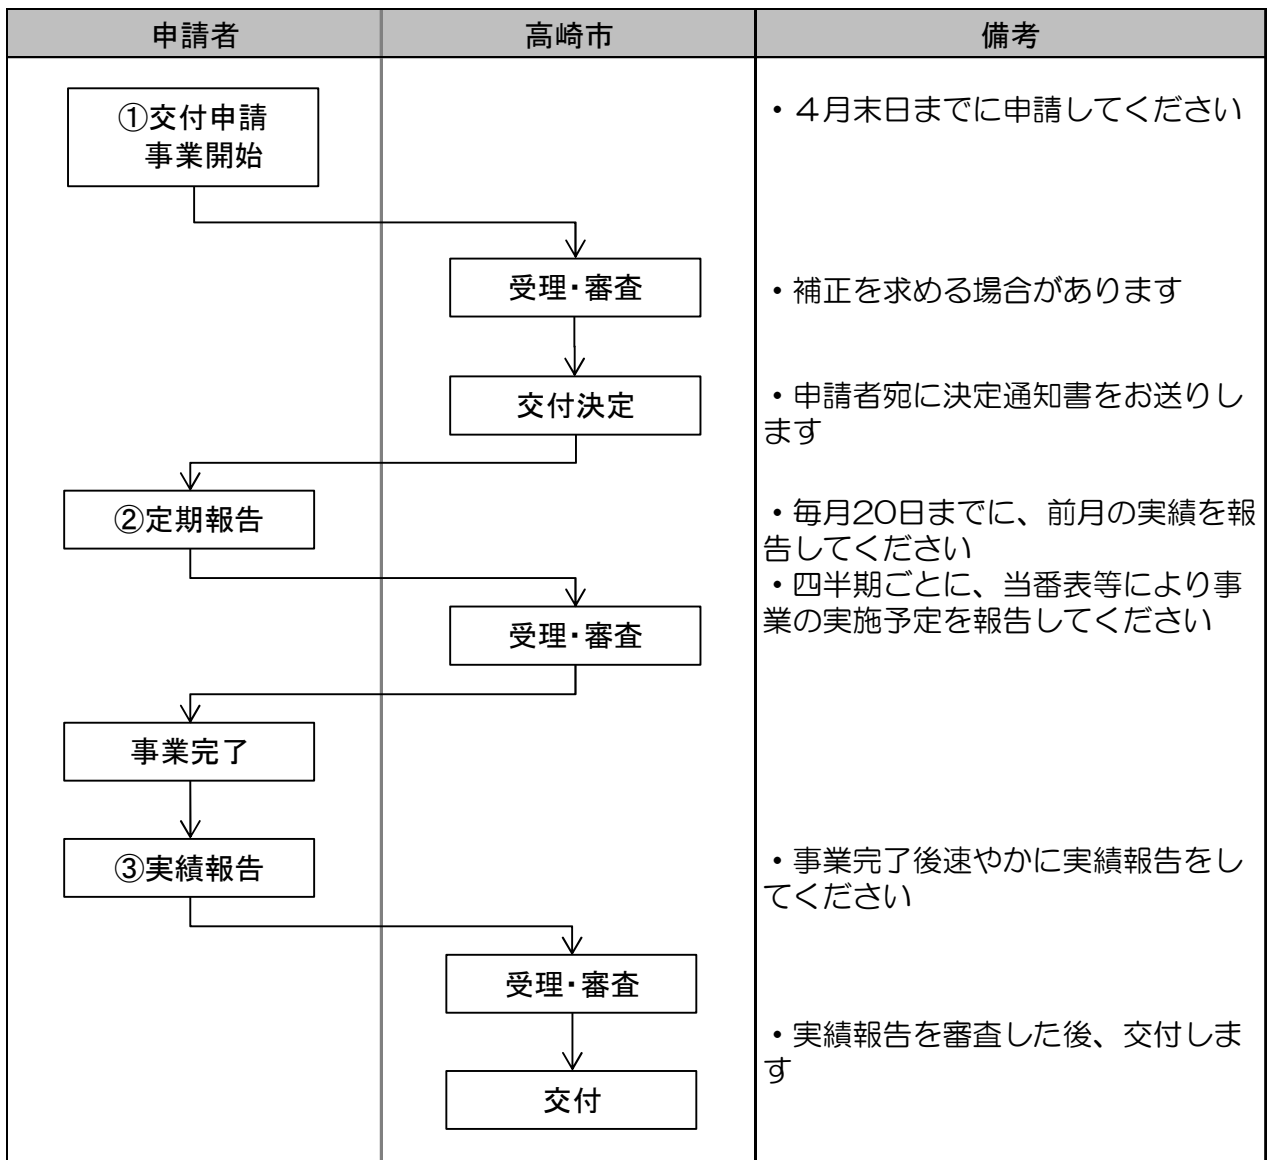 申請者
高崎市
備考
①交付申請
事業開始
・４月末日までに申請してください
受理・審査
・補正を求める場合があります
交付決定
・申請者宛に決定通知書をお送りし
ます
②定期報告
・毎月20日までに、前月の実績を報
告してください
・四半期ごとに、当番表等により事
業の実施予定を報告してください
受理・審査
事業完了
③実績報告
・事業完了後速やかに実績報告をし
てください
受理・審査
・実績報告を審査した後、交付しま
す
交付